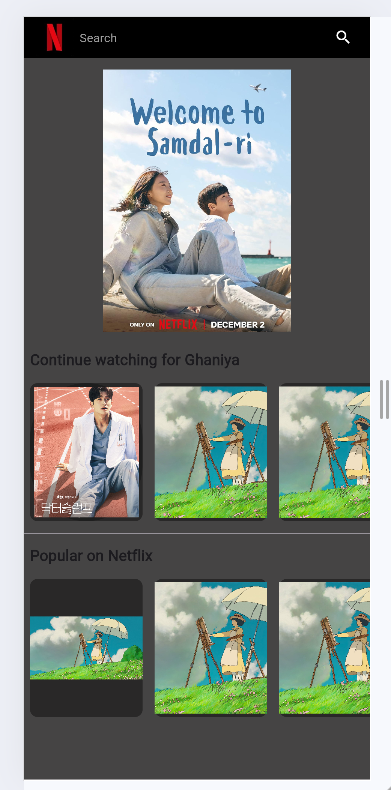 N
Search
Welcome to
Samdal-ri
ONLY ON NETFLIX | DECEMBER 2
Continue watching for Ghaniya
닥터슬럼프
Popular on Netflix